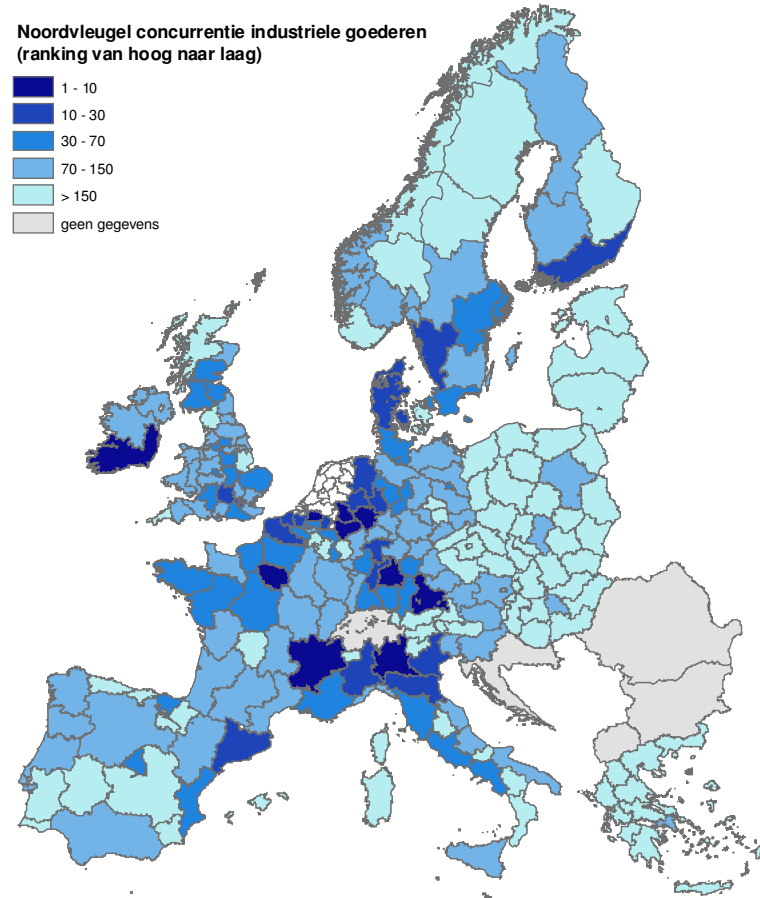 Noordvleugel concurrentie industriele goederen
(ranking van hoog naar laag)
1 - 10
10 - 30
30 - 70
70 - 150
> 150
geen gegevens